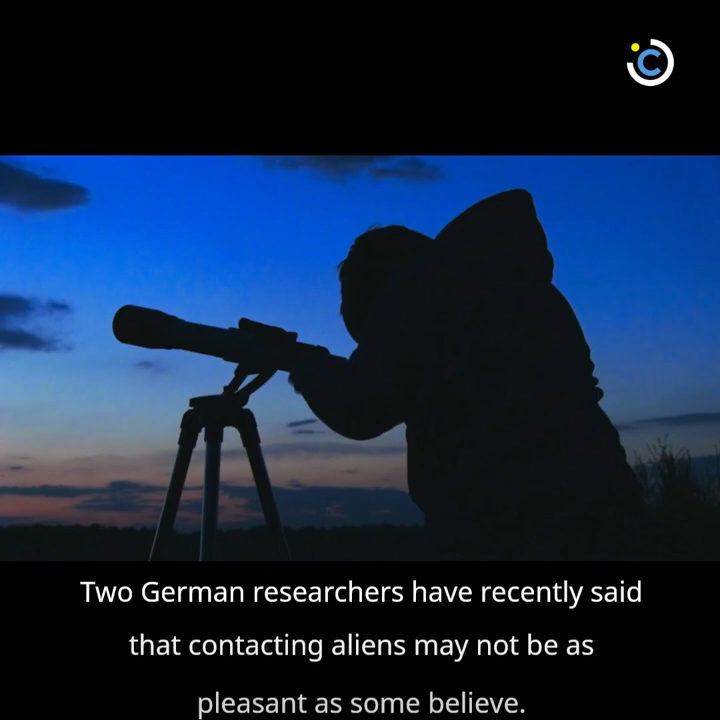 C
Two German researchers have recently said
that contacting aliens may not be as
pleasant as some believe.